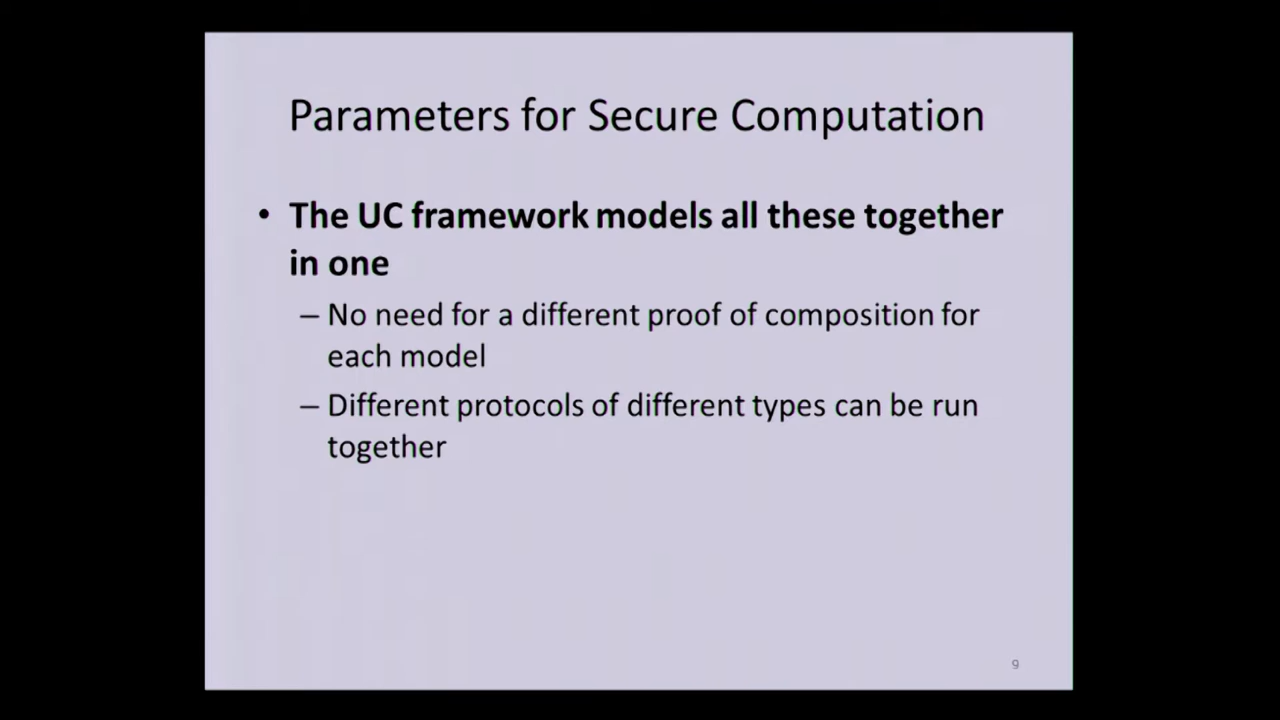 Parameters for Secure Computation
• The UC framework models all these together
in one
– No need for a different proof of composition for
each model
– Different protocols of different types can be run
together
9